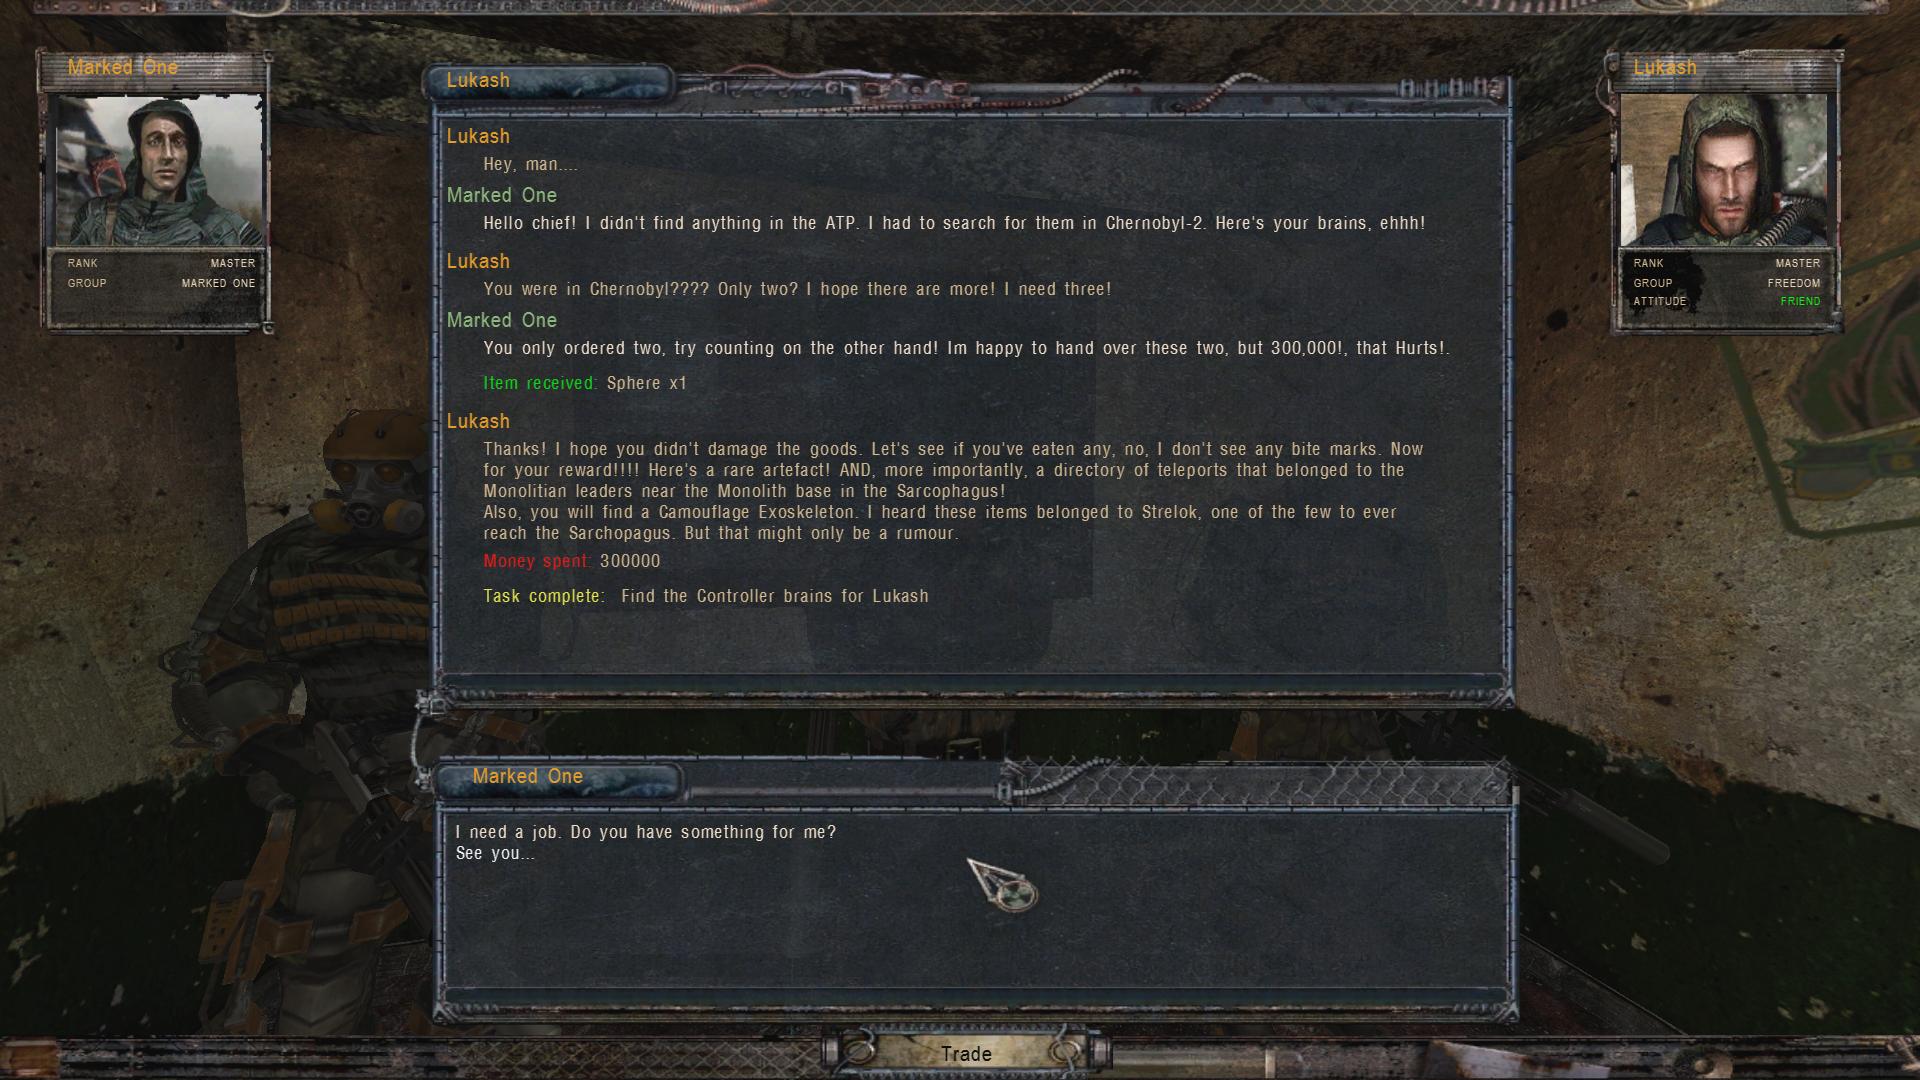 Marked One
RANK MASTER
GROUP MARKED ONE
Lukash
Lukash
Hey, man....
Marked One
Hello chief! I didn't find anything in the ATP. I had to search for them in Chernobyl-2. Here's your brains, ehhh!
Lukash
You were in Chernobyl???? Only two? I hope there are more! I need three!
Marked One
You only ordered two, try counting on the other hand! Im happy to hand over these two, but 300,000!, that Hurts!.
Item received: Sphere x1
Lukash
Thanks! I hope you didn't damage the goods. Let's see if you've eaten any, no, I don't see any bite marks. Now
for your reward!!!! Here's a rare artefact! AND, more importantly, a directory of teleports that belonged to the
Monolitian leaders near the Monolith base in the Sarcophagus!
Also, you will find a Camouflage Exoskeleton. I heard these items belonged to Strelok, one of the few to ever
reach the Sarchopagus. But that might only be a rumour.
Money spent: 300000
Task complete: Find the Controller brains for Lukash
Lukash
RANK MASTER
GROUP FREEDOM
ATTITUDE FRIEND
Marked One
I need a job. Do you have something for me?
See you...
Trade